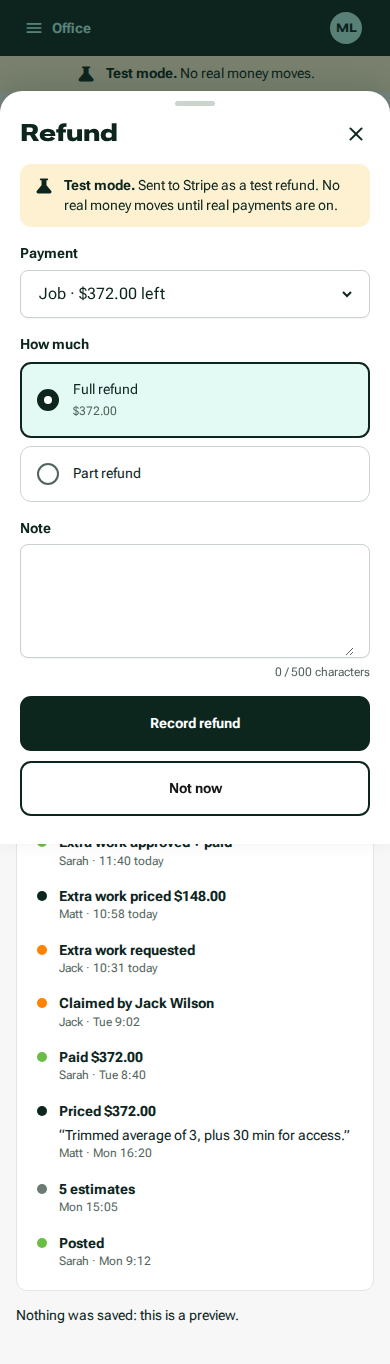 Office
ML
Test mode. No real money moves.
Refund
Test mode. Sent to Stripe as a test refund. No
real money moves until real payments are on.
Payment
Job · $372.00 left
How much
Full refund
$372.00
Part refund
Note
0 / 500 characters
Record refund
Not now
Extra work approved + paid
Sarah · 11:40 today
Extra work priced $148.00
Matt · 10:58 today
Extra work requested
Jack · 10:31 today
Claimed by Jack Wilson
Jack · Tue 9:02
Paid $372.00
Sarah · Tue 8:40
Priced $372.00
“Trimmed average of 3, plus 30 min for access.”
Matt · Mon 16:20
5 estimates
Mon 15:05
Posted
Sarah · Mon 9:12
Nothing was saved: this is a preview.